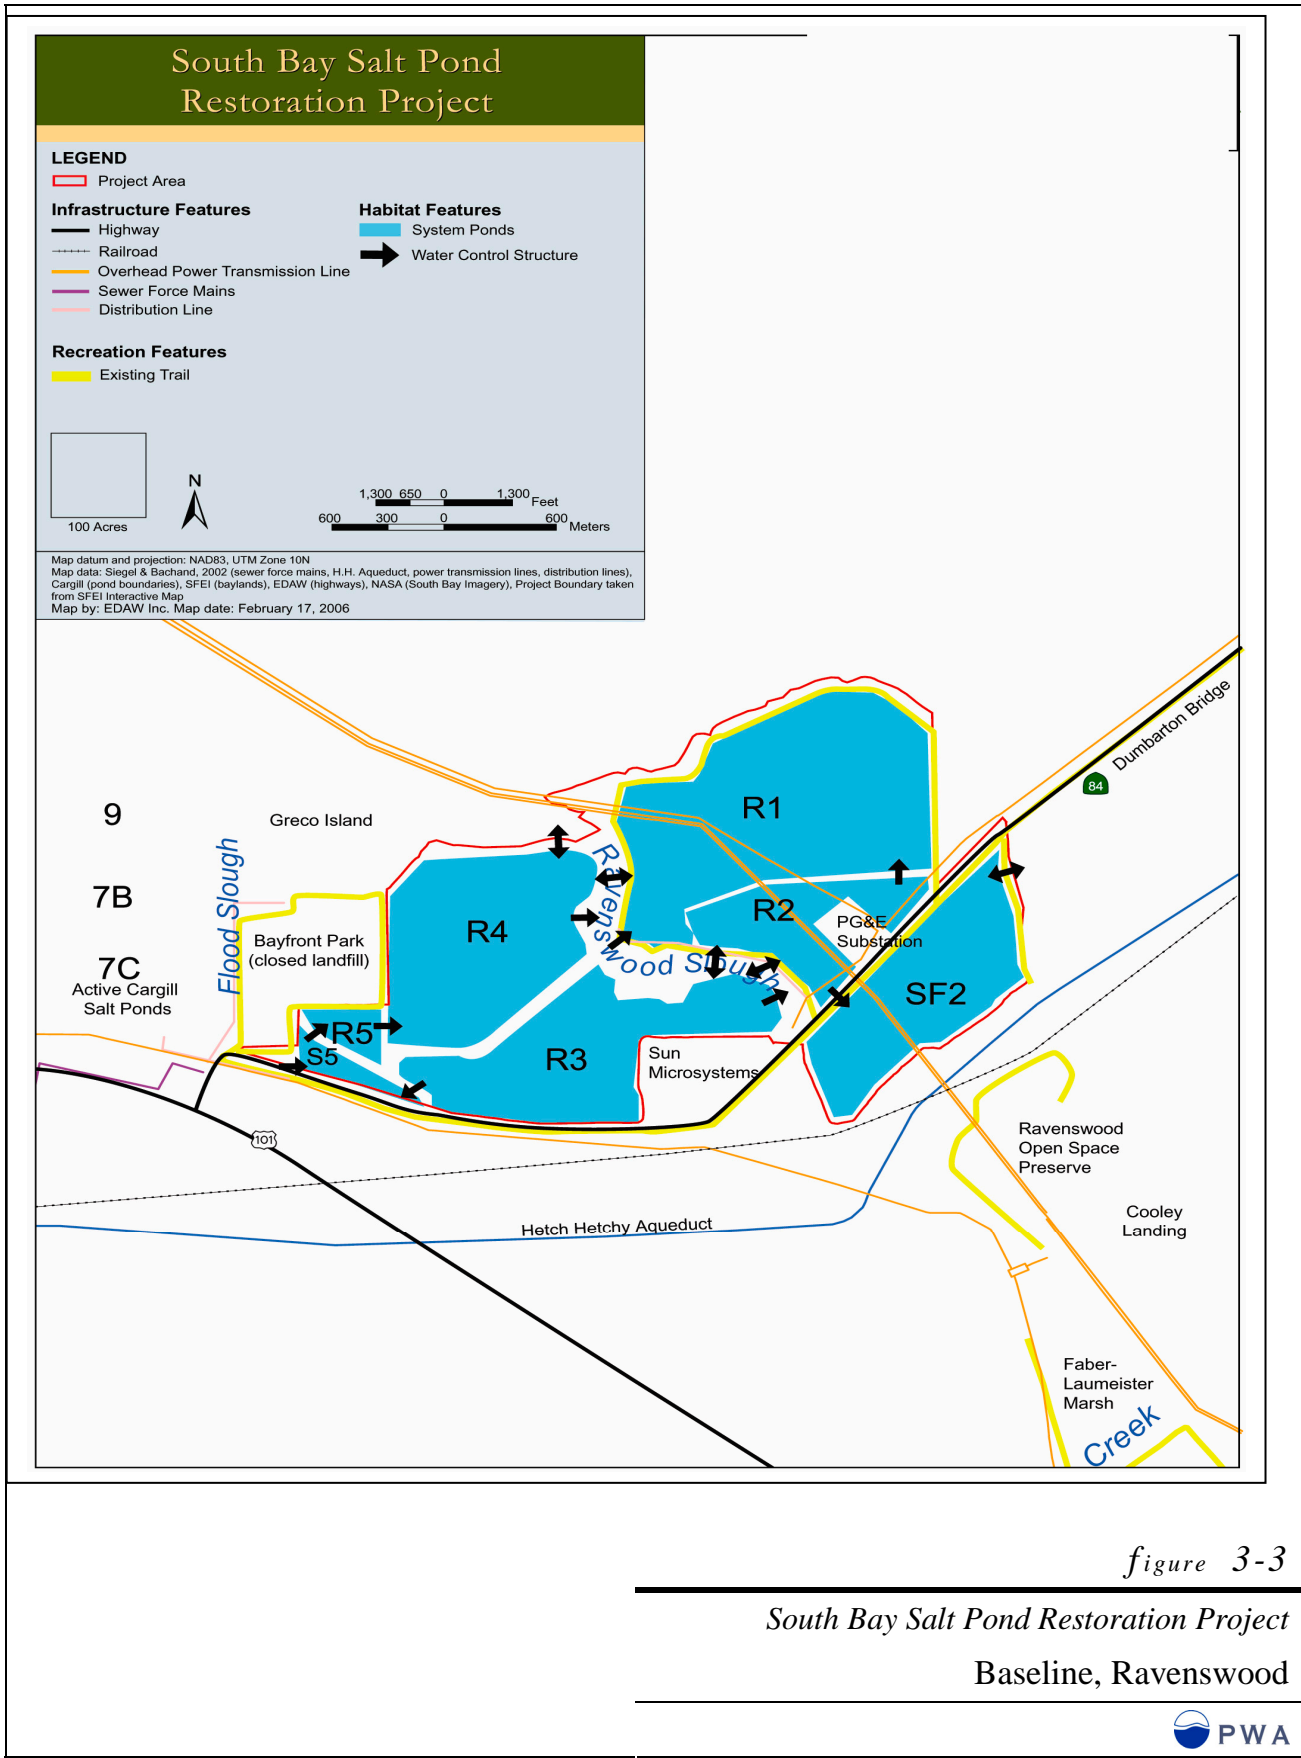 South Bay Salt Pond
Restoration Project
LEGEND
Project Area
Infrastructure Features
Highway
Railroad
Overhead Power Transmission Line
Sewer Force Mains
Distribution Line
Habitat Features
System Ponds
Water Control Structure
Recreation Features
Existing Trail
100 Acres
N
1,300 650 0 1,300 Feet
600 300 0 600 Meters
Map datum and projection: NAD83, UTM Zone 10N
Map data: Siegel & Bachand, 2002 (sewer force mains, H.H. Aqueduct, power transmission lines, distribution lines),
Cargill (pond boundaries), SFEI (baylands), EDAW (highways), NASA (South Bay Imagery), Project Boundary taken
from SFEI Interactive Map
Map by: EDAW Inc. Map date: February 17, 2006
Dumbarton Bridge
84
R1
9
Greco Island
Flood Slough
Ravenswood Slough
7B
R2
R4
PG&E
Substation
Bayfront Park
(closed landfill)
7C
Active Cargill
Salt Ponds
SF2
R5
S5
R3
Sun
Microsystems
101
Ravenswood
Open Space
Preserve
Cooley
Landing
Hetch Hetchy Aqueduct
Faber-
Laumeister
Marsh
Creek
figure 3-3
South Bay Salt Pond Restoration Project
Baseline, Ravenswood
PWA